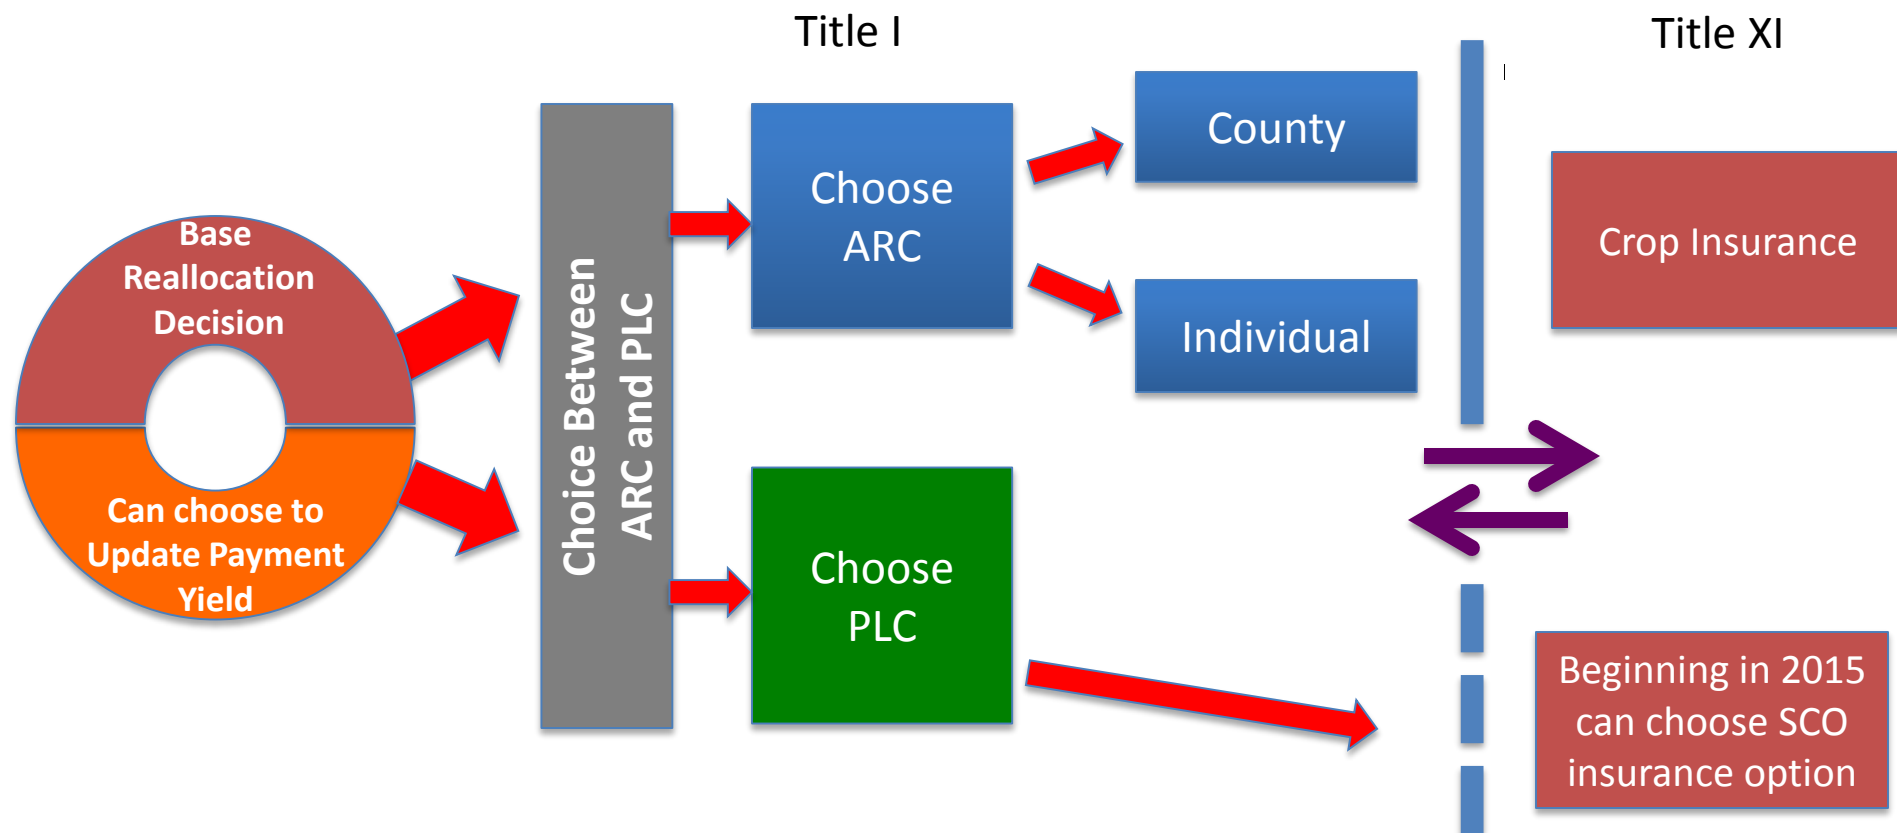 Title I
Title XI
Base
Reallocation
Decision
Can choose to
Update Payment
Yield
Choice Between
ARC and PLC
Choose
ARC
County
Individual
Choose
PLC
Crop Insurance
Beginning in 2015
can choose SCO
insurance option